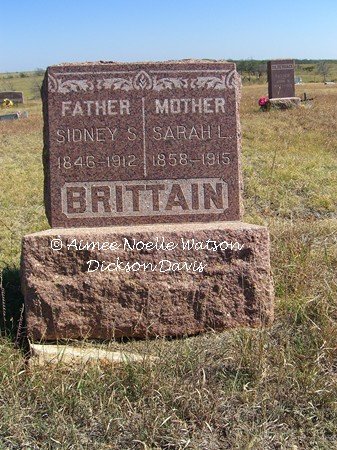 FATHER MOTHER
SIDNEY S. SARAH L.
1846-1912 1858-1915
BRITTAIN
© Aimee Noelle Watson
Dickson Davis